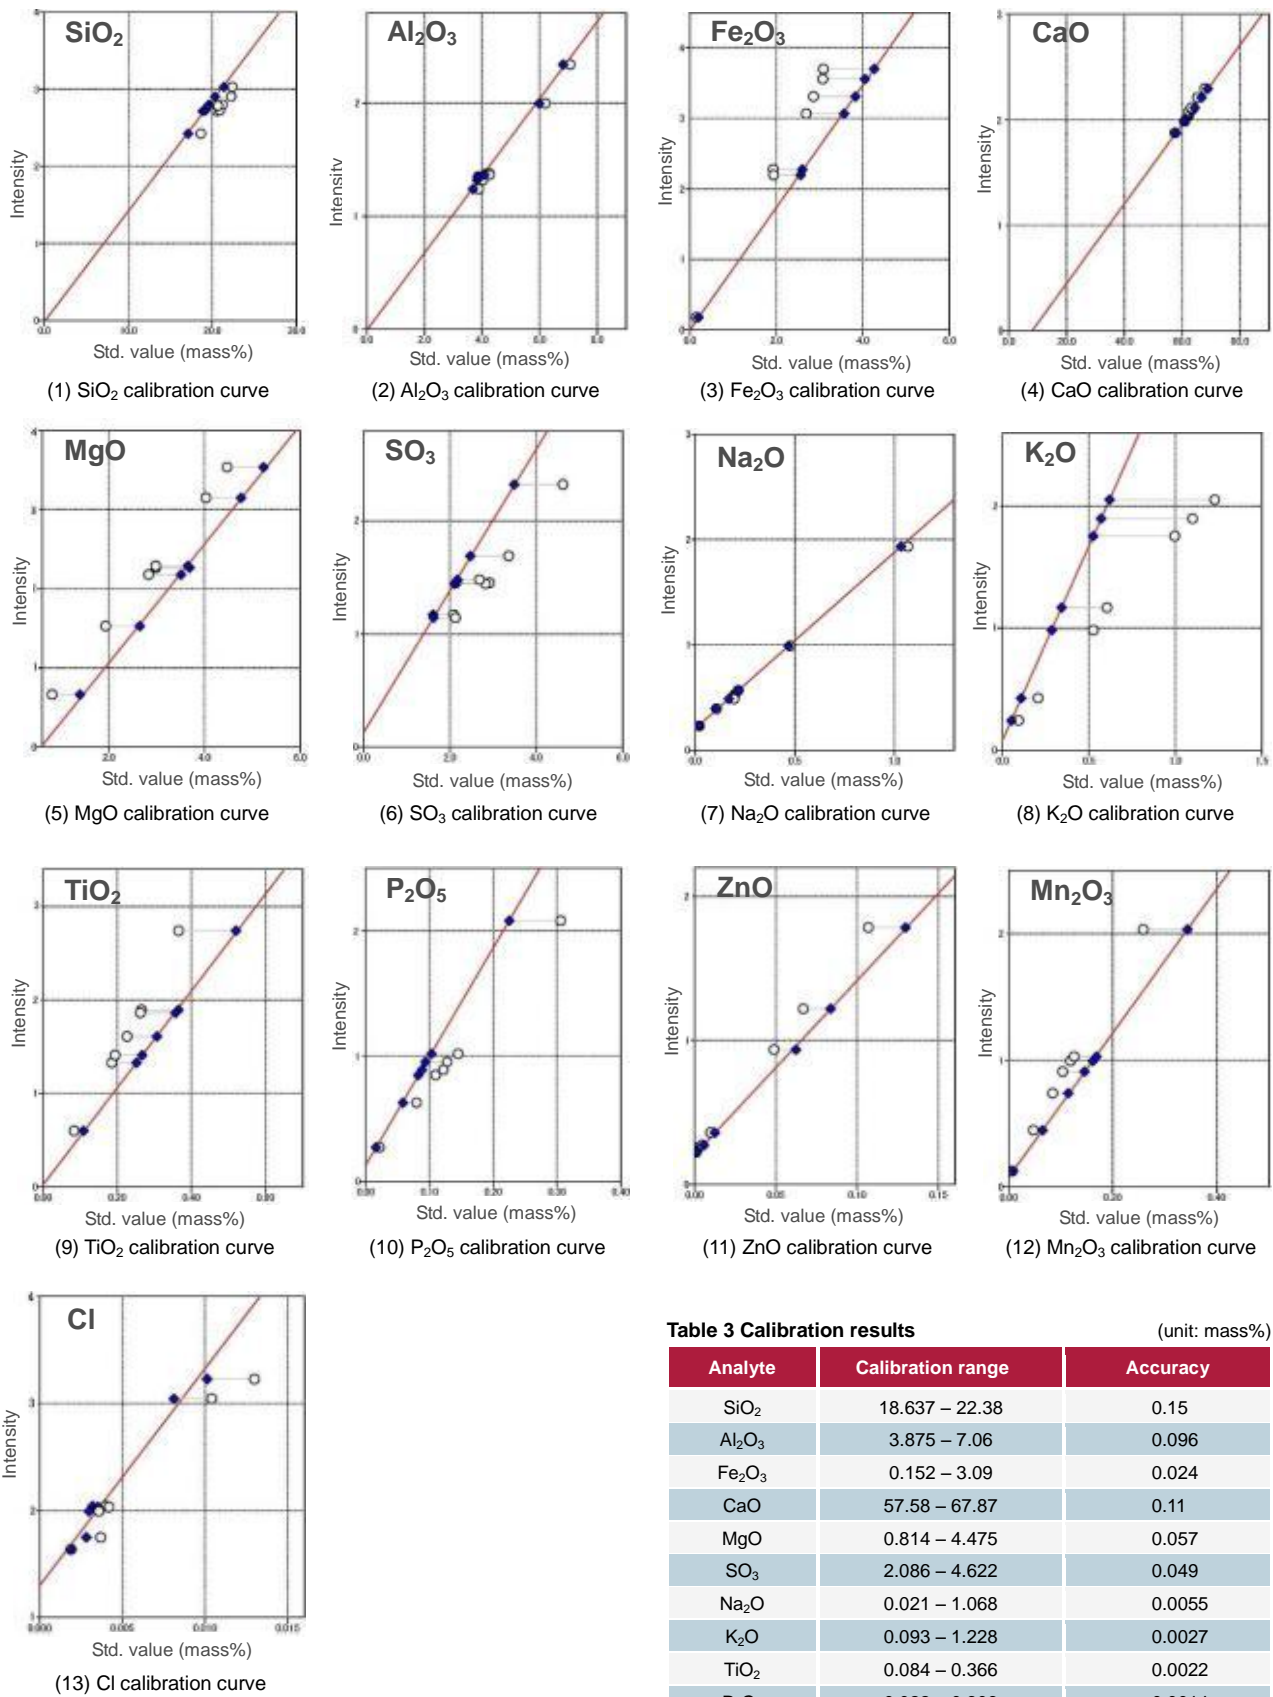 SiO2
Al2O3
Fe2O3
CaO
Intensity
Intensity
Intensity
Intensity
Std. value (mass%)
Std. value (mass%)
Std. value (mass%)
Std. value (mass%)
(1) SiO2 calibration curve
(2) Al2O3 calibration curve
(3) Fe2O3 calibration curve
(4) CaO calibration curve
MgO
SO3
Na2O
K2O
Intensity
Intensity
Intensity
Intensity
Std. value (mass%)
Std. value (mass%)
Std. value (mass%)
Std. value (mass%)
(5) MgO calibration curve
(6) SO3 calibration curve
(7) Na2O calibration curve
(8) K2O calibration curve
TiO2
P2O5
ZnO
Mn2O3
Intensity
Intensity
Intensity
Intensity
Std. value (mass%)
Std. value (mass%)
Std. value (mass%)
Std. value (mass%)
(9) TiO2 calibration curve
(10) P2O5 calibration curve
(11) ZnO calibration curve
(12) Mn2O3 calibration curve
Cl
Intensity
Std. value (mass%)
(13) Cl calibration curve
Table 3 Calibration results (unit: mass%)
Analyte Calibration range Accuracy
SiO2 18.637 – 22.38 0.15
Al2O3 3.875 – 7.06 0.096
Fe2O3 0.152 – 3.09 0.024
CaO 57.58 – 67.87 0.11
MgO 0.814 – 4.475 0.057
SO3 2.086 – 4.622 0.049
Na2O 0.021 – 1.068 0.0055
K2O 0.093 – 1.228 0.0027
TiO2 0.084 – 0.366 0.0022